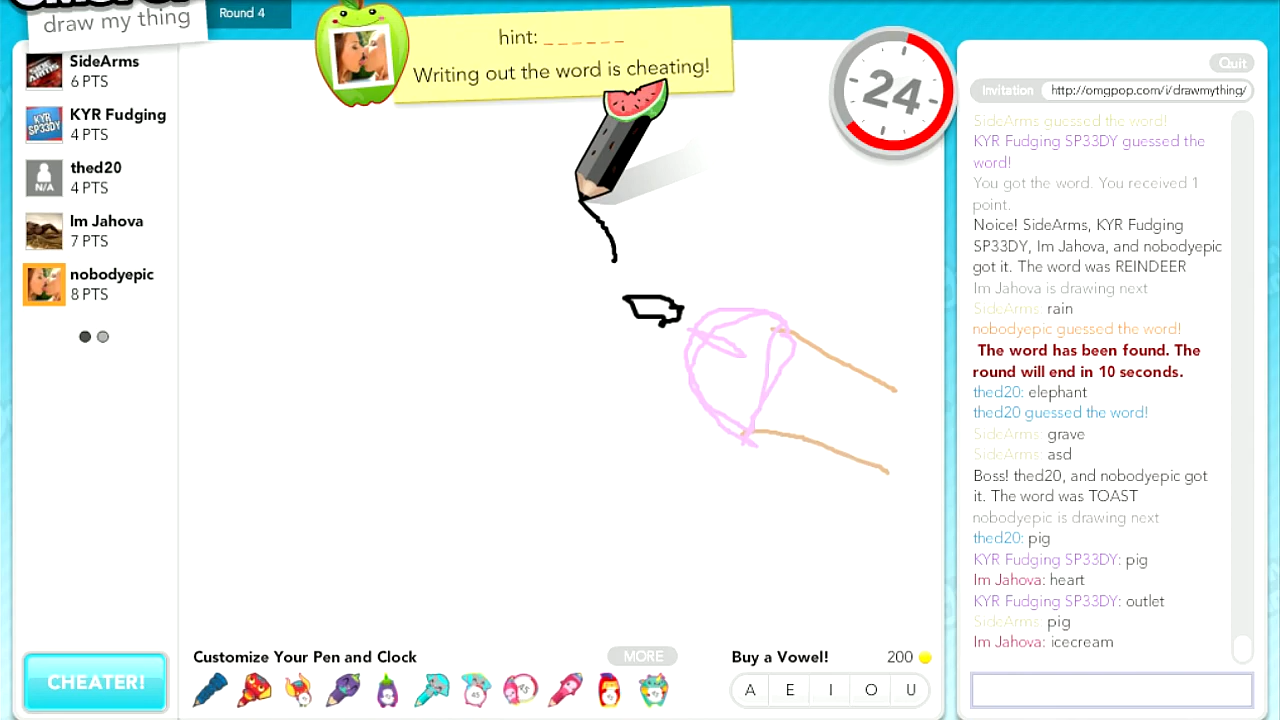 draw my thing
Round 4
hint: _ _ _ _ _ _
Writing out the word is cheating!
24
SideArms
6 PTS
KYR Fudging
4 PTS
thed20
4 PTS
Im Jahova
7 PTS
nobodyepic
8 PTS
KYR
SP33DY
N/A
CHEATER!
Customize Your Pen and Clock
MORE
Buy a Vowel!
200
A E I O U
Quit
Invitation http://omgpop.com/i/drawmything/
SideArms guessed the word!
KYR Fudging SP33DY guessed the
word!
You got the word. You received 1
point.
Noice! SideArms, KYR Fudging
SP33DY, Im Jahova, and nobodyepic
got it. The word was REINDEER
Im Jahova is drawing next
SideArms: rain
nobodyepic guessed the word!
The word has been found. The
round will end in 10 seconds.
thed20: elephant
thed20 guessed the word!
SideArms: grave
SideArms: asd
Boss! thed20, and nobodyepic got
it. The word was TOAST
nobodyepic is drawing next
thed20: pig
KYR Fudging SP33DY: pig
Im Jahova: heart
KYR Fudging SP33DY: outlet
SideArms: pig
Im Jahova: icecream